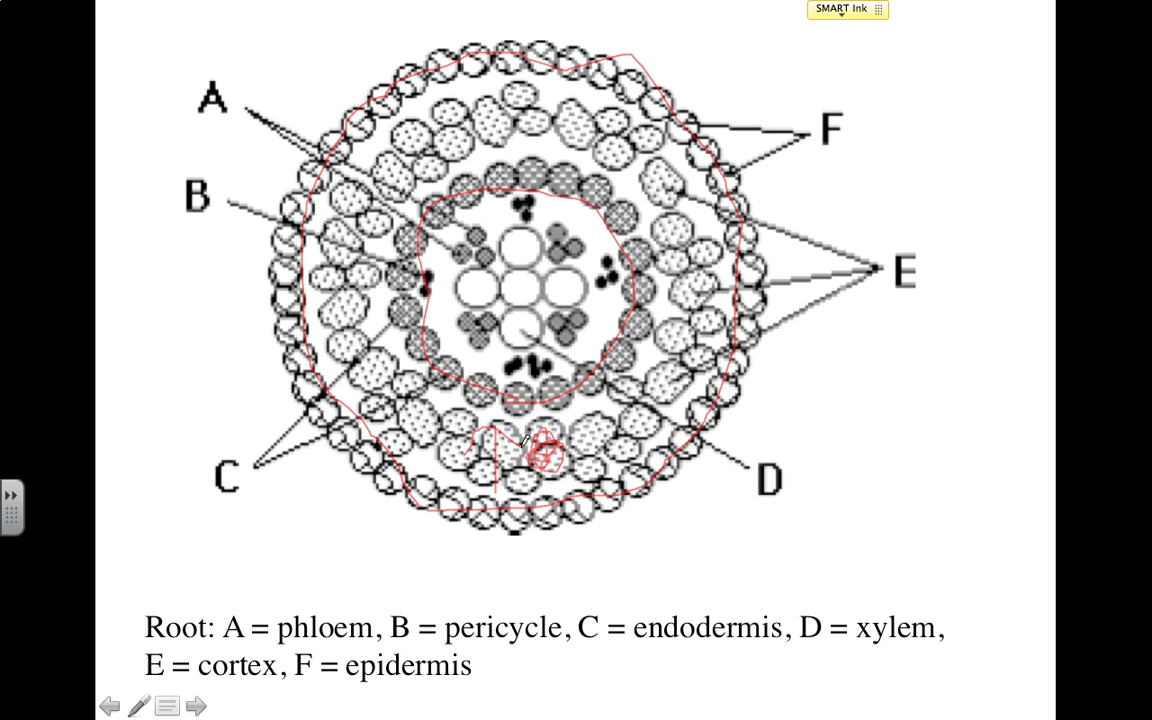 SMART Ink
A
B
F
E
C
D
Root: A = phloem, B = pericycle, C = endodermis, D = xylem,
E = cortex, F = epidermis